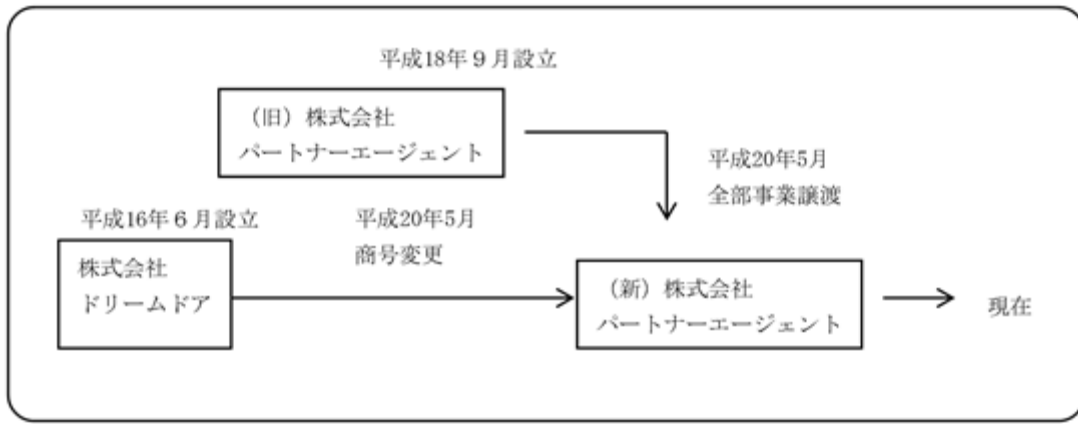 平成18年9月設立
(旧)株式会社
パートナーエージェント
平成20年5月
全部事業譲渡
平成16年6月設立
平成20年5月
商号変更
株式会社
ドリームドア
(新)株式会社
パートナーエージェント
現在